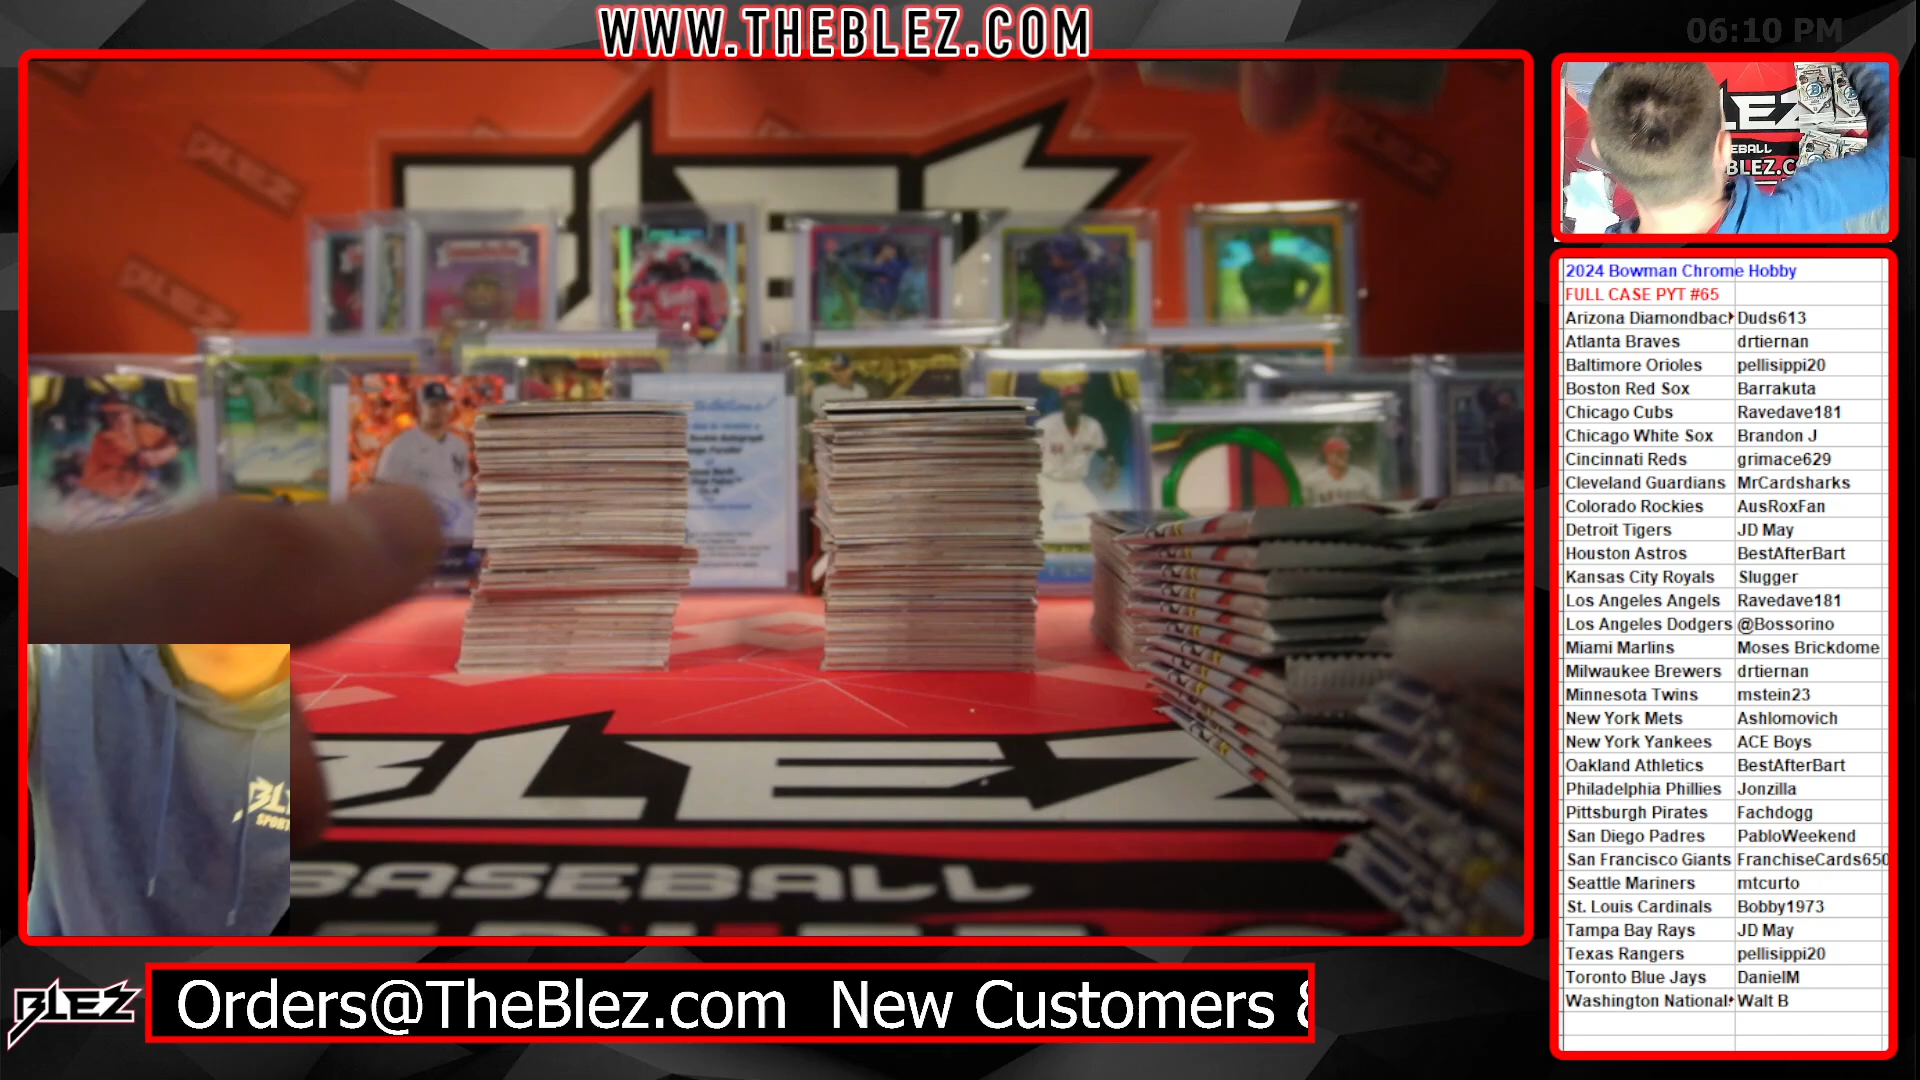 WWW.THEBLEZ.COM
06:10 PM
BLEZ
BASEBALL
2024 Bowman Chrome Hobby
FULL CASE PYT #65
Arizona Diamondbac Duds613
Atlanta Braves drtiernan
Baltimore Orioles pellisippi20
Boston Red Sox Barrakuta
Chicago Cubs Ravedave181
Chicago White Sox Brandon J
Cincinnati Reds grimace629
Cleveland Guardians MrCardsharks
Colorado Rockies AusRoxFan
Detroit Tigers JD May
Houston Astros BestAfterBart
Kansas City Royals Slugger
Los Angeles Angels Ravedave181
Los Angeles Dodgers @Bossorino
Miami Marlins Moses Brickdome
Milwaukee Brewers drtiernan
Minnesota Twins mstein23
New York Mets Ashlomovich
New York Yankees ACE Boys
Oakland Athletics BestAfterBart
Philadelphia Phillies Jonzilla
Pittsburgh Pirates Fachdogg
San Diego Padres PabloWeekend
San Francisco Giants FranchiseCards650
Seattle Mariners mtcurto
St. Louis Cardinals Bobby1973
Tampa Bay Rays JD May
Texas Rangers pellisippi20
Toronto Blue Jays DanielM
Washington National Walt B
BLEZ
Orders@TheBlez.com New Customers &